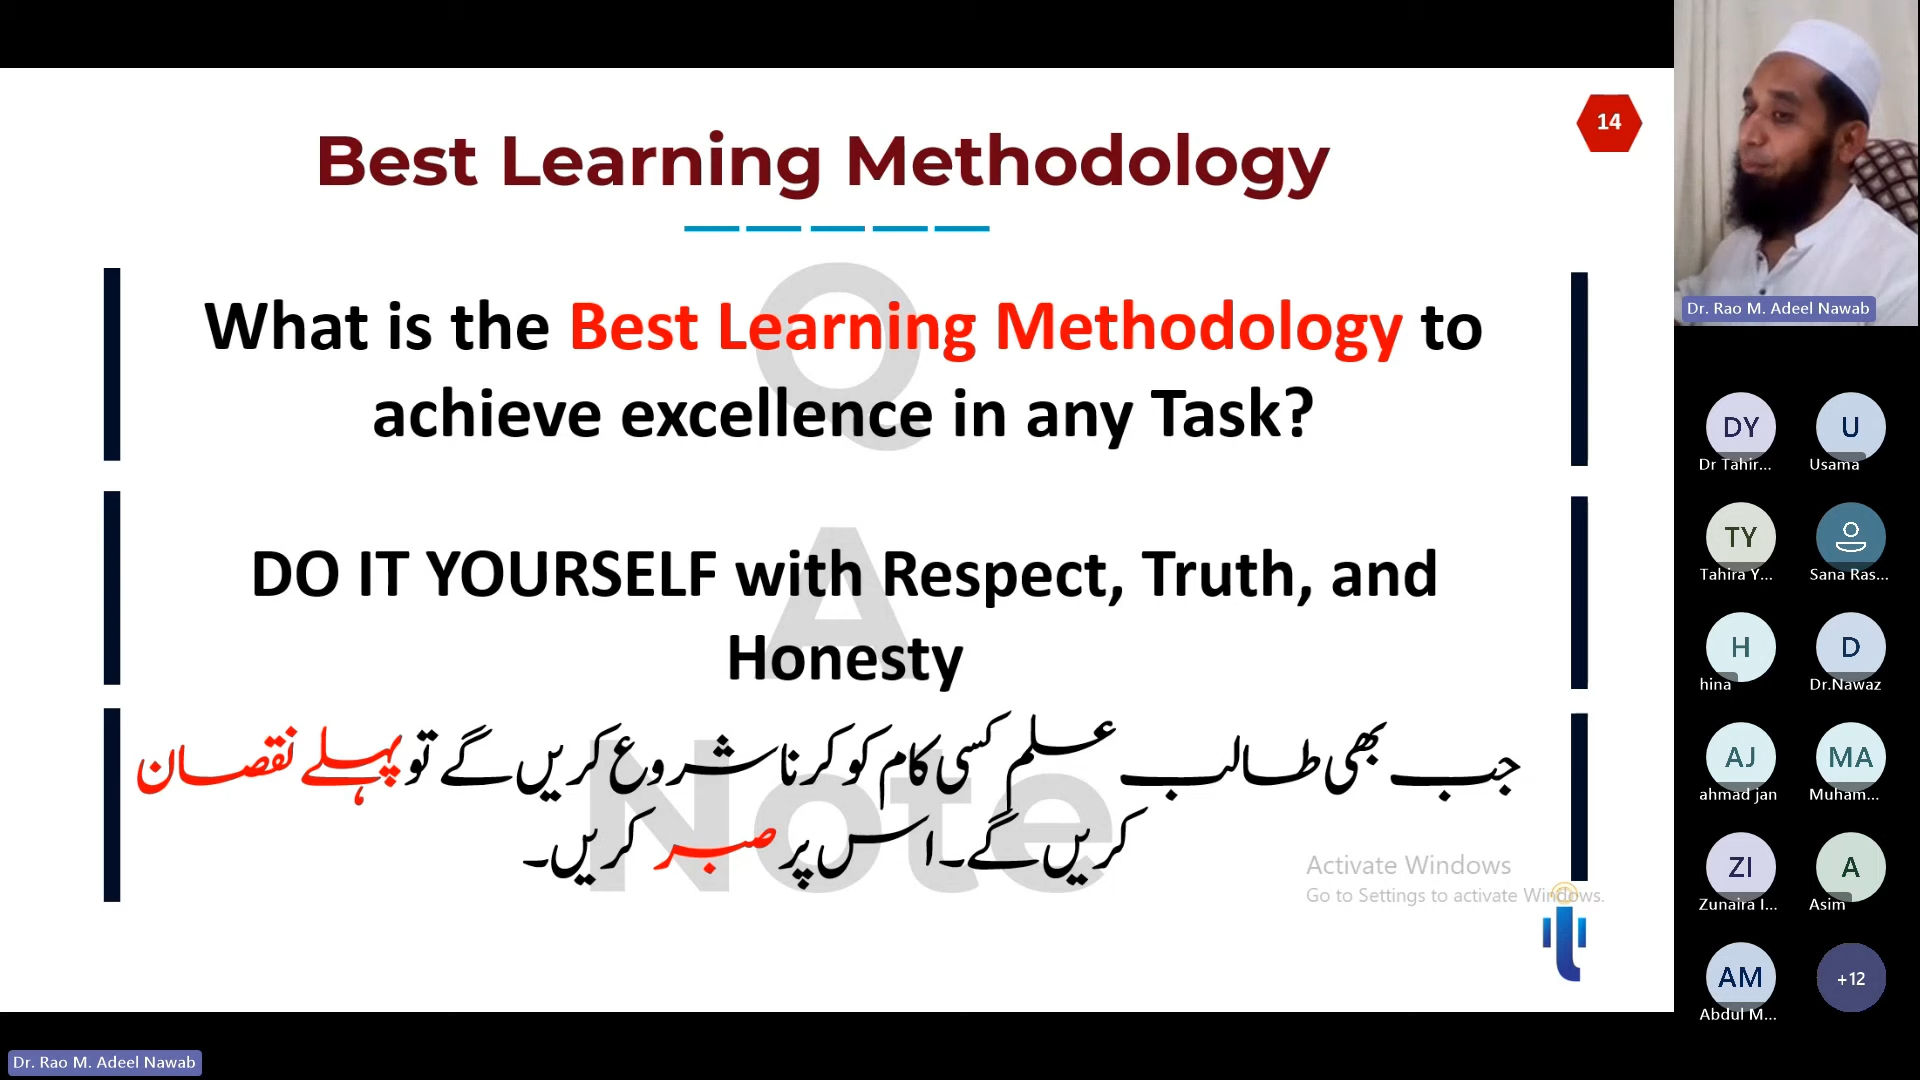 Best Learning Methodology
14
What is the Best Learning Methodology to
achieve excellence in any Task?
DO IT YOURSELF with Respect, Truth, and
Honesty
جب بھی طالب علم کسی کام کو کرنا شروع کریں گے تو پہلے نقصان
کریں گے۔ اس پر صبر کریں۔
Note
Activate Windows
Go to Settings to activate Windows.
Dr. Rao M. Adeel Nawab
Dr. Rao M. Adeel Nawab
DY
U
Dr Tahir...
Usama
TY
Tahira Y...
Sana Ras...
H
D
hina
Dr.Nawaz
AJ
MA
ahmad jan
Muham...
ZI
A
Zunaira I...
Asim
AM
+12
Abdul M...